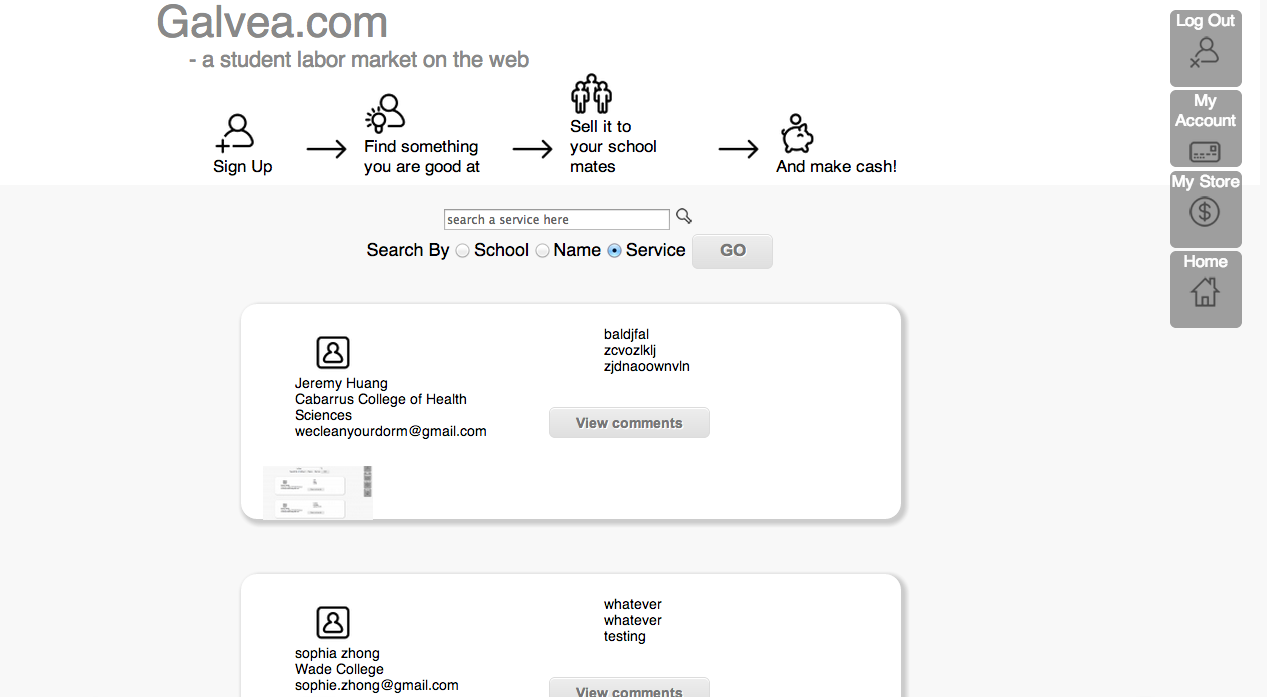 Galvea.com
- a student labor market on the web
Sign Up
Find something
you are good at
Sell it to
your school
mates
And make cash!
Log Out
My
Account
My Store
Home
search a service here
Search By School Name Service GO
Jeremy Huang
Cabarrus College of Health
Sciences
wecleanyourdorm@gmail.com
baldjfal
zcvozlklj
zjdnaoownvln
View comments
sophia zhong
Wade College
sophie.zhong@gmail.com
whatever
whatever
testing
View comments